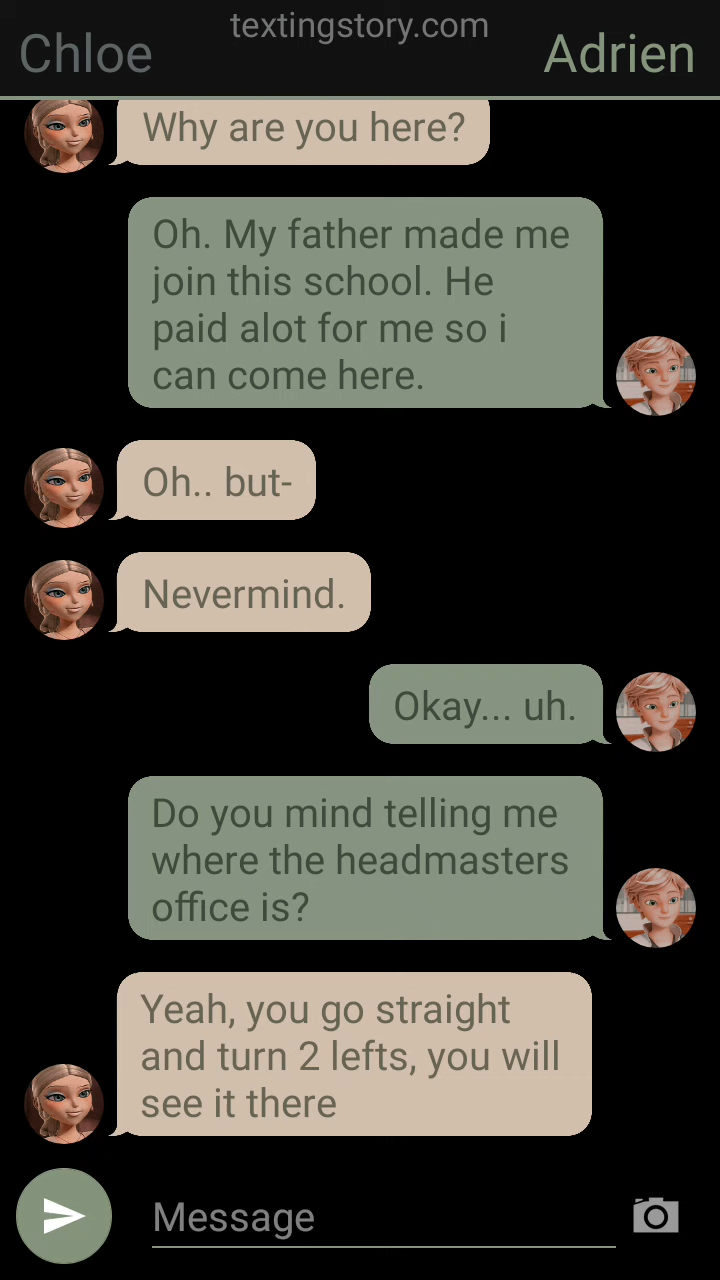 textingstory.com
Chloe
Adrien
Why are you here?
Oh. My father made me
join this school. He
paid alot for me so i
can come here.
Oh.. but-
Nevermind.
Okay... uh.
Do you mind telling me
where the headmasters
office is?
Yeah, you go straight
and turn 2 lefts, you will
see it there
Message